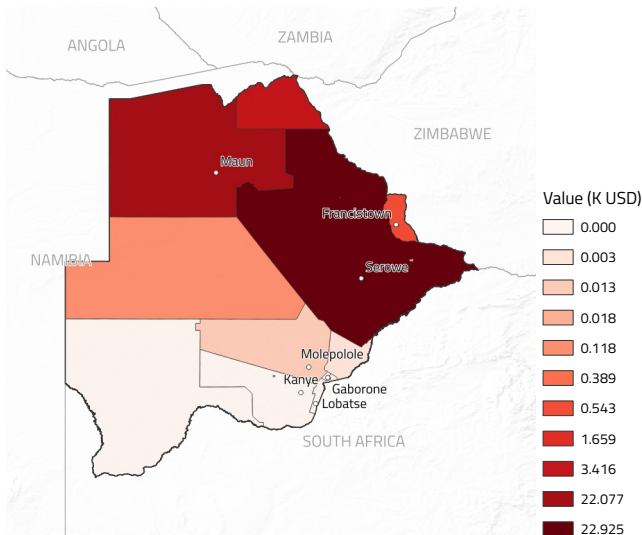 ANGOLA
ZAMBIA
ZIMBABWE
Maun
Value (K USD)
Francistown
0.000
NAMIBIA
0.003
Serowe
0.013
0.018
0.118
Molepolole
0.389
Kanye
Gaborone
0.543
Lobatse
SOUTH AFRICA
1.659
3.416
22.077
22.925